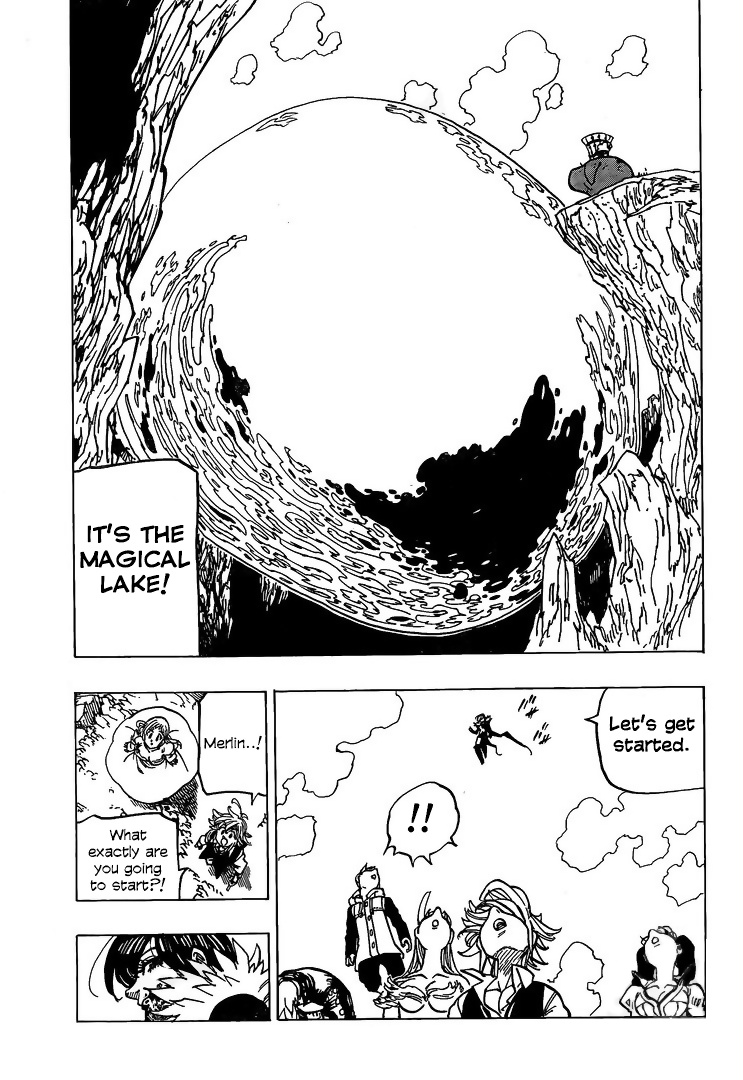 IT'S THE
MAGICAL
LAKE!
Let's get
started.
!!
Merlin..!
What
exactly are
you going
to start?!